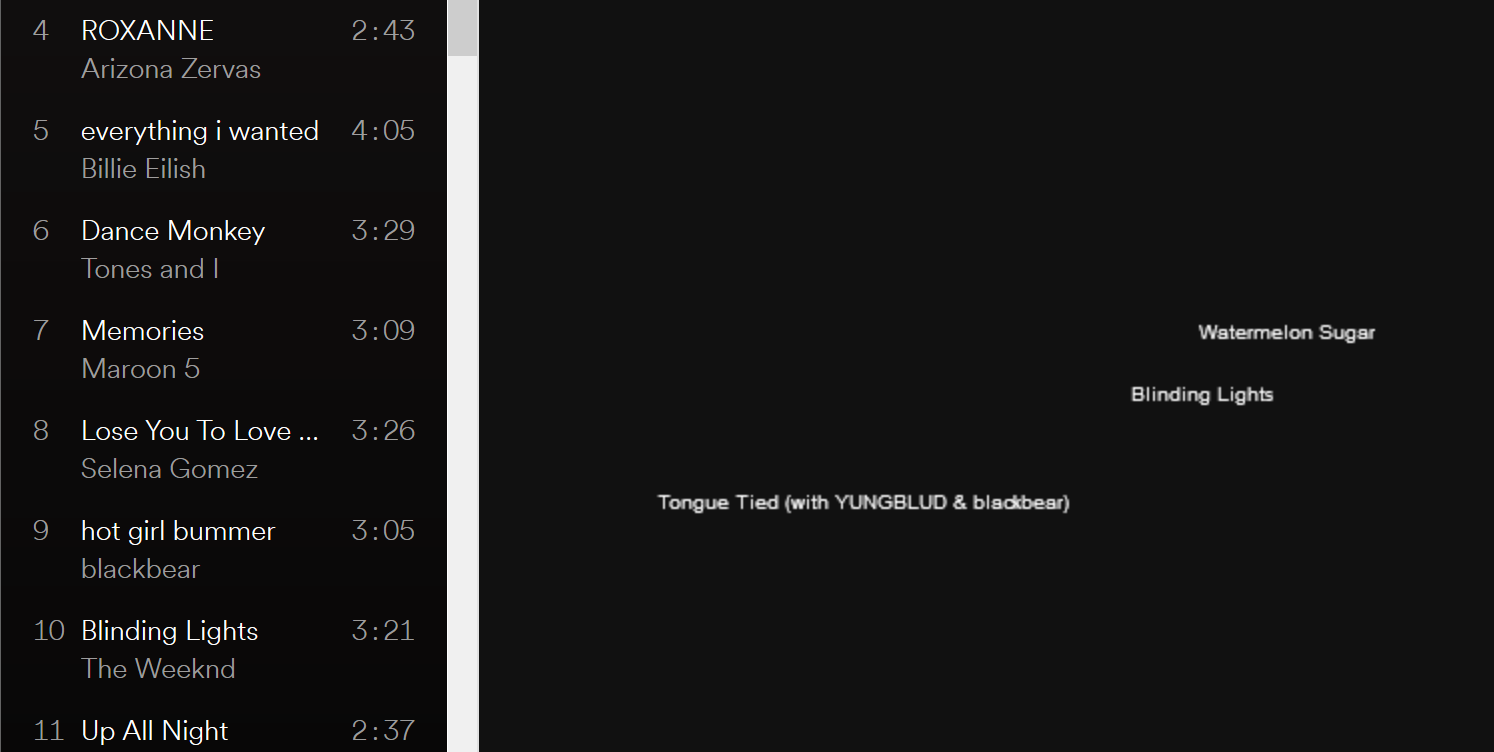 4 ROXANNE 2:43
Arizona Zervas
5 everything i wanted 4:05
Billie Eilish
6 Dance Monkey 3:29
Tones and I
7 Memories 3:09
Maroon 5
8 Lose You To Love ... 3:26
Selena Gomez
9 hot girl bummer 3:05
blackbear
10 Blinding Lights 3:21
The Weeknd
11 Up All Night 2:37
Watermelon Sugar
Blinding Lights
Tongue Tied (with YUNGBLUD & blackbear)